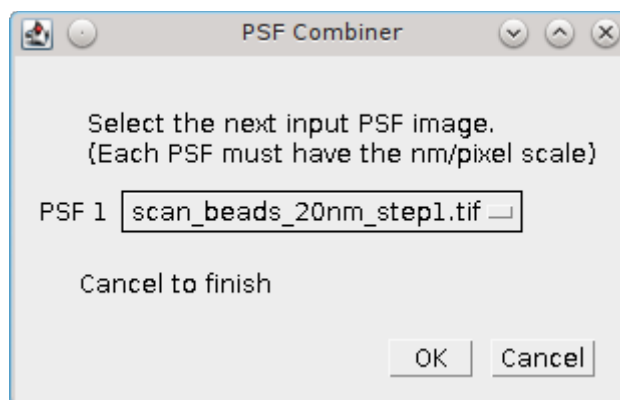 PSF Combiner
Select the next input PSF image.
(Each PSF must have the nm/pixel scale)
PSF 1 scan_beads_20nm_step1.tif
Cancel to finish
OK Cancel